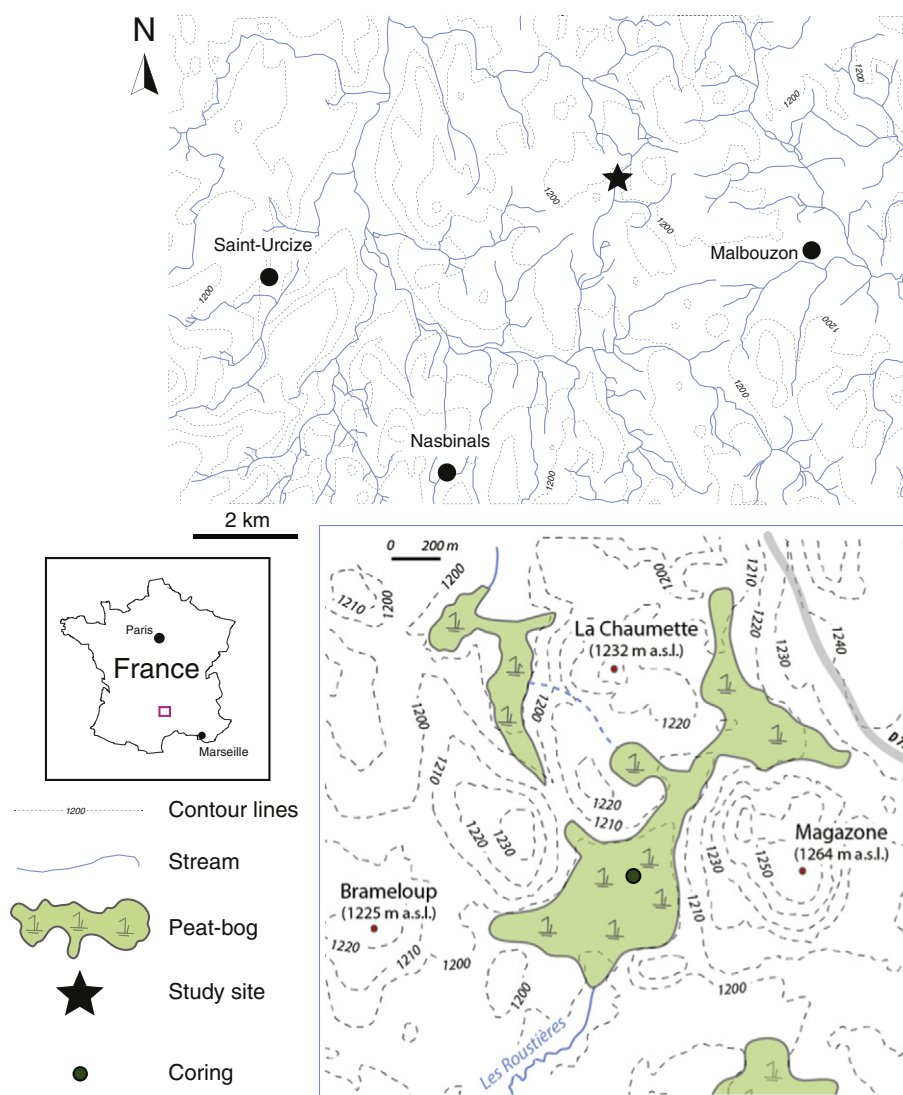 N
1200
1200
1200
1200
Saint-Urcize
Malbouzon
1200
1200
1200
Nasbinals
1200
2 km
0 200 m
1200
1210
1200
1200
1210
1220
1230
1240
La Chaumette
(1232 m a.s.l.)
Paris
France
Marseille
1200
1200
1220
D7
1210
1220
1210
1220
1230
1230
1250
Magazone
(1264 m a.s.l.)
Brameloup
(1225 m a.s.l.)
1220
1210
1200
1210
1200
1200
Les Roustières
1200
Contour lines
Stream
Peat-bog
Study site
Coring